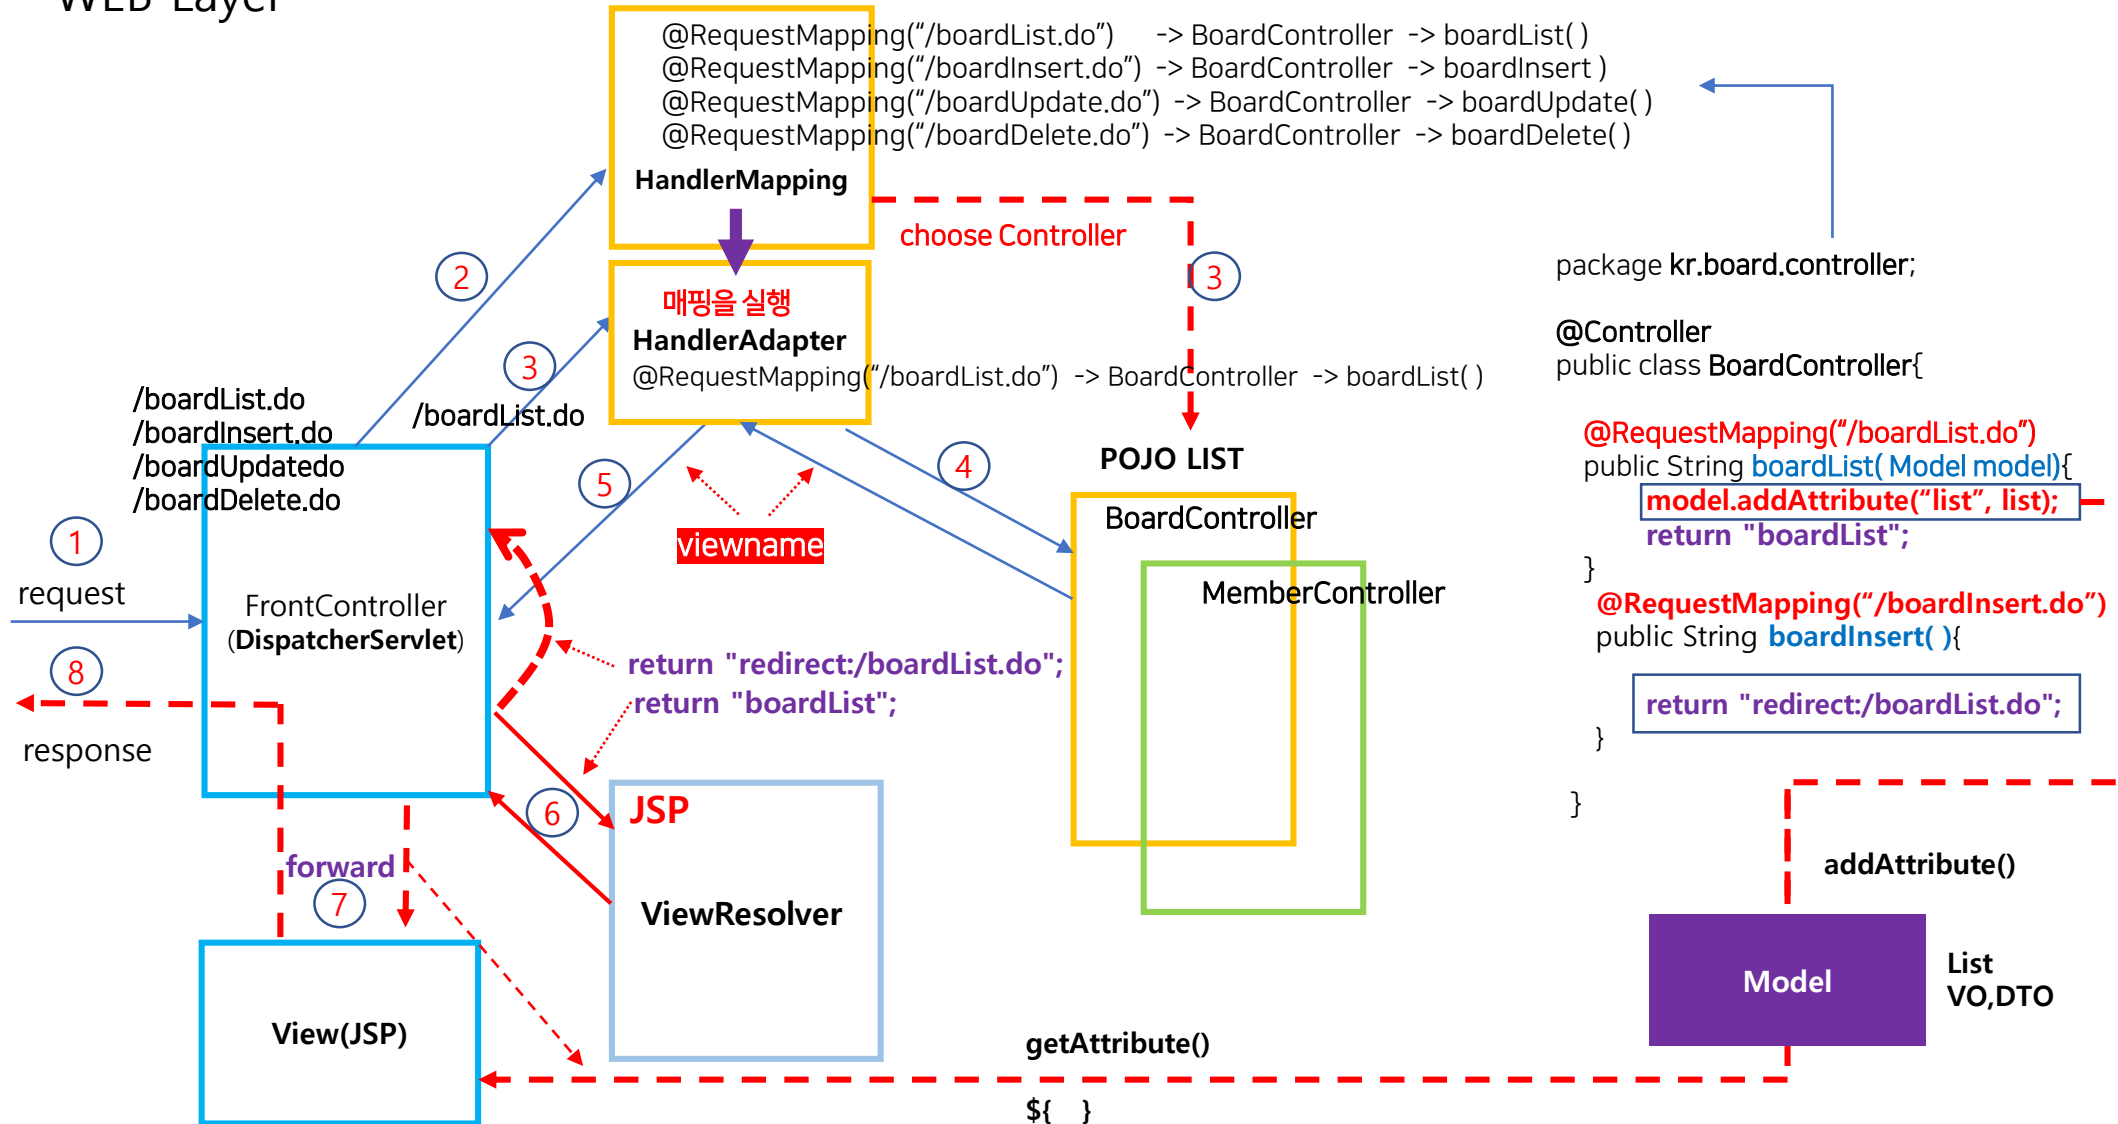 WEB Layer
@RequestMapping(“/boardList.do”) -> BoardController -> boardList( )
@RequestMapping(“/boardInsert.do”) -> BoardController -> boardInsert )
@RequestMapping(“/boardUpdate.do”) -> BoardController -> boardUpdate( )
@RequestMapping(“/boardDelete.do”) -> BoardController -> boardDelete( )
HandlerMapping
choose Controller
2
3
매핑을 실행
HandlerAdapter
@RequestMapping(“/boardList.do”) -> BoardController -> boardList( )
3
/boardList.do
/boardInsert.do
/boardUpdatedo
/boardDelete.do
/boardList.do
1
request
FrontController
(DispatcherServlet)
8
response
5
viewname
4
POJO LIST
BoardController
MemberController
return "redirect:/boardList.do";
return "boardList";
6
JSP
ViewResolver
forward
7
View(JSP)
package kr.board.controller;
@Controller
public class BoardController{
@RequestMapping(“/boardList.do”)
public String boardList( Model model){
model.addAttribute(“list”, list);
return "boardList";
}
@RequestMapping(“/boardInsert.do”)
public String boardInsert( ){
return "redirect:/boardList.do";
}
}
addAttribute()
Model
List
VO,DTO
getAttribute()
${ }